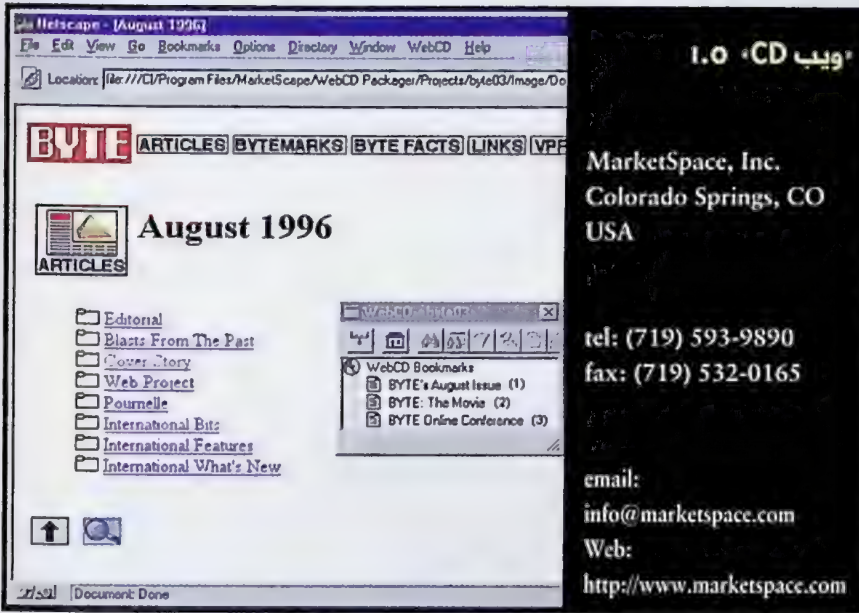 Netscape - [August 1996]
File Edit View Go Bookmarks Options Directory Window WebCD Help
Location: file:///C|/Program Files/MarketScape/WebCD Packager/Projects/byte03/Image/Do
BYTE ARTICLES BYTEMARKS BYTE FACTS LINKS VPR
ARTICLES
August 1996
Editorial
Blasts From The Past
Cover Story
Web Project
Pournelle
International Bits
International Features
International What's New
WebCD
WebCD Bookmarks
BYTE's August Issue (1)
BYTE: The Movie (2)
BYTE Online Conference (3)
Document: Done
«ويب CD» ١.٥
MarketSpace, Inc.
Colorado Springs, CO
USA
tel: (719) 593-9890
fax: (719) 532-0165
email:
info@marketspace.com
Web:
http://www.marketspace.com